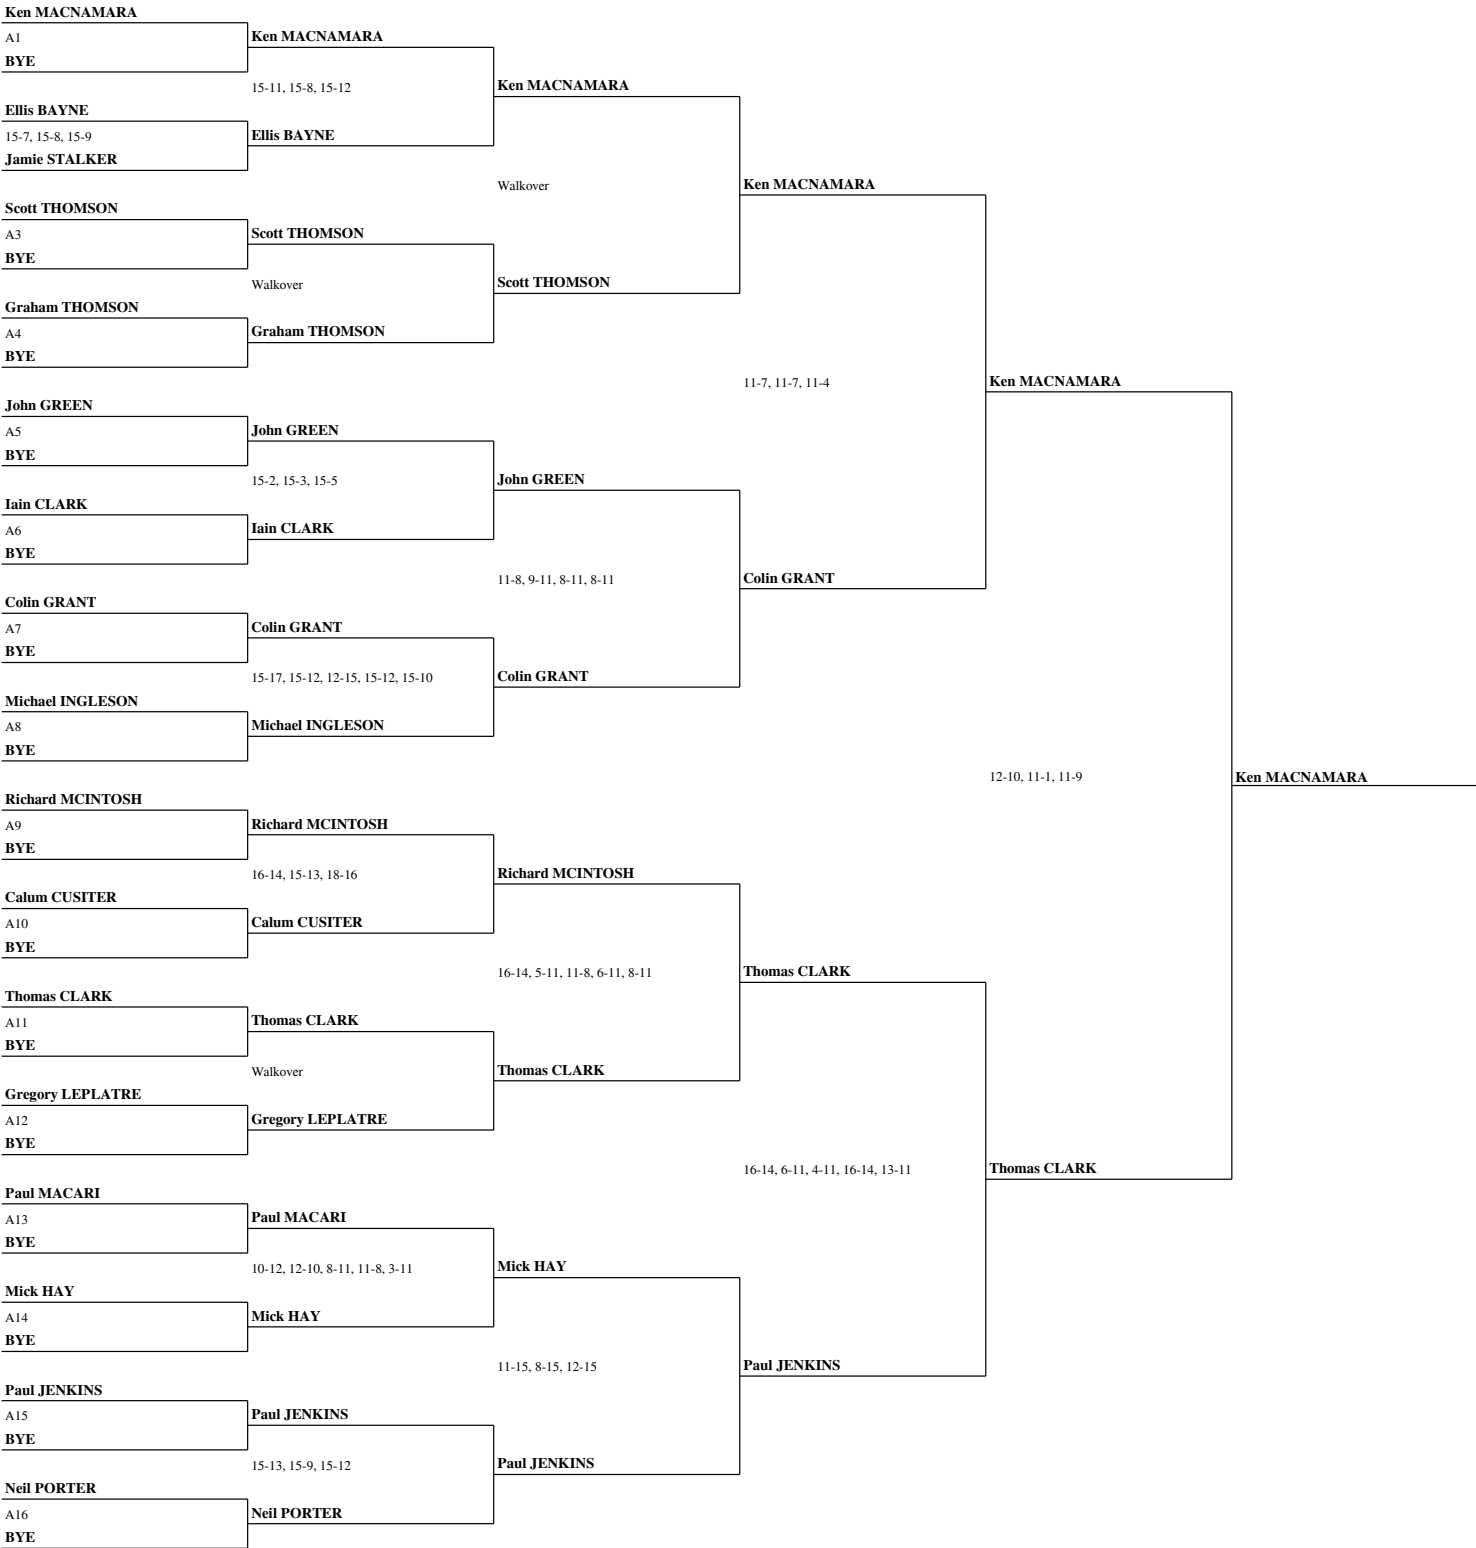 Ken MACNAMARA
A1
BYE
Ellis BAYNE
15-7, 15-8, 15-9
Jamie STALKER
Scott THOMSON
A3
BYE
Graham THOMSON
A4
BYE
John GREEN
A5
BYE
Iain CLARK
A6
BYE
Colin GRANT
A7
BYE
Michael INGLESON
A8
BYE
Richard MCINTOSH
A9
BYE
Calum CUSITER
A10
BYE
Thomas CLARK
A11
BYE
Gregory LEPLATRE
A12
BYE
Paul MACARI
A13
BYE
Mick HAY
A14
BYE
Paul JENKINS
A15
BYE
Neil PORTER
A16
BYE
Ken MACNAMARA
15-11, 15-8, 15-12
Ellis BAYNE
Scott THOMSON
Walkover
Graham THOMSON
John GREEN
15-2, 15-3, 15-5
Iain CLARK
Colin GRANT
15-17, 15-12, 12-15, 15-12, 15-10
Michael INGLESON
Richard MCINTOSH
16-14, 15-13, 18-16
Calum CUSITER
Thomas CLARK
Walkover
Gregory LEPLATRE
Paul MACARI
10-12, 12-10, 8-11, 11-8, 3-11
Mick HAY
Paul JENKINS
15-13, 15-9, 15-12
Neil PORTER
Ken MACNAMARA
Walkover
Scott THOMSON
John GREEN
11-8, 9-11, 8-11, 8-11
Colin GRANT
Richard MCINTOSH
16-14, 5-11, 11-8, 6-11, 8-11
Thomas CLARK
Mick HAY
11-15, 8-15, 12-15
Paul JENKINS
Ken MACNAMARA
11-7, 11-7, 11-4
Colin GRANT
Thomas CLARK
16-14, 6-11, 4-11, 16-14, 13-11
Paul JENKINS
Ken MACNAMARA
12-10, 11-1, 11-9
Thomas CLARK
Ken MACNAMARA